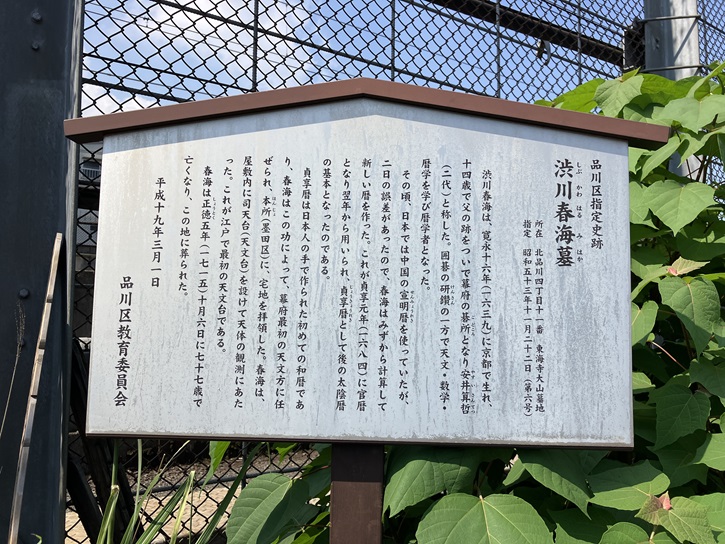 品川区指定史跡
渋川春海墓
しぶかわはるみはか
所在 北品川四丁目十一番 東海寺大山墓地
指定 昭和五十三年十一月二十二日(第六号)
渋川春海は、寛永十六年(一六三九)に京都で生れ、
十四歳で父の跡をついで幕府の碁所となり安井算哲
(二代)と称した。囲碁の研鑽の一方で天文・数学・
暦学を学び暦学者となった。
その頃、日本では中国の宣明暦を使っていたが、
二日の誤差があったので、春海はみずから計算して
新しい暦を作った。これが貞享元年(一六八四)に官暦
となり翌年から用いられ、貞享暦として後の太陰暦
の基本となったのである。
貞享暦は日本人の手で作られた初めての和暦であ
り、春海はこの功によって、幕府最初の天文方に任
ぜられ、本所(墨田区)に、宅地を拝領した。春海は、
屋敷内に司天台(天文台)を設けて天体の観測にあた
った。これが江戸で最初の天文台である。
春海は正徳五年(一七一五)十月六日に七十七歳で
亡くなり、この地に葬られた。
平成十九年三月一日
品川区教育委員会